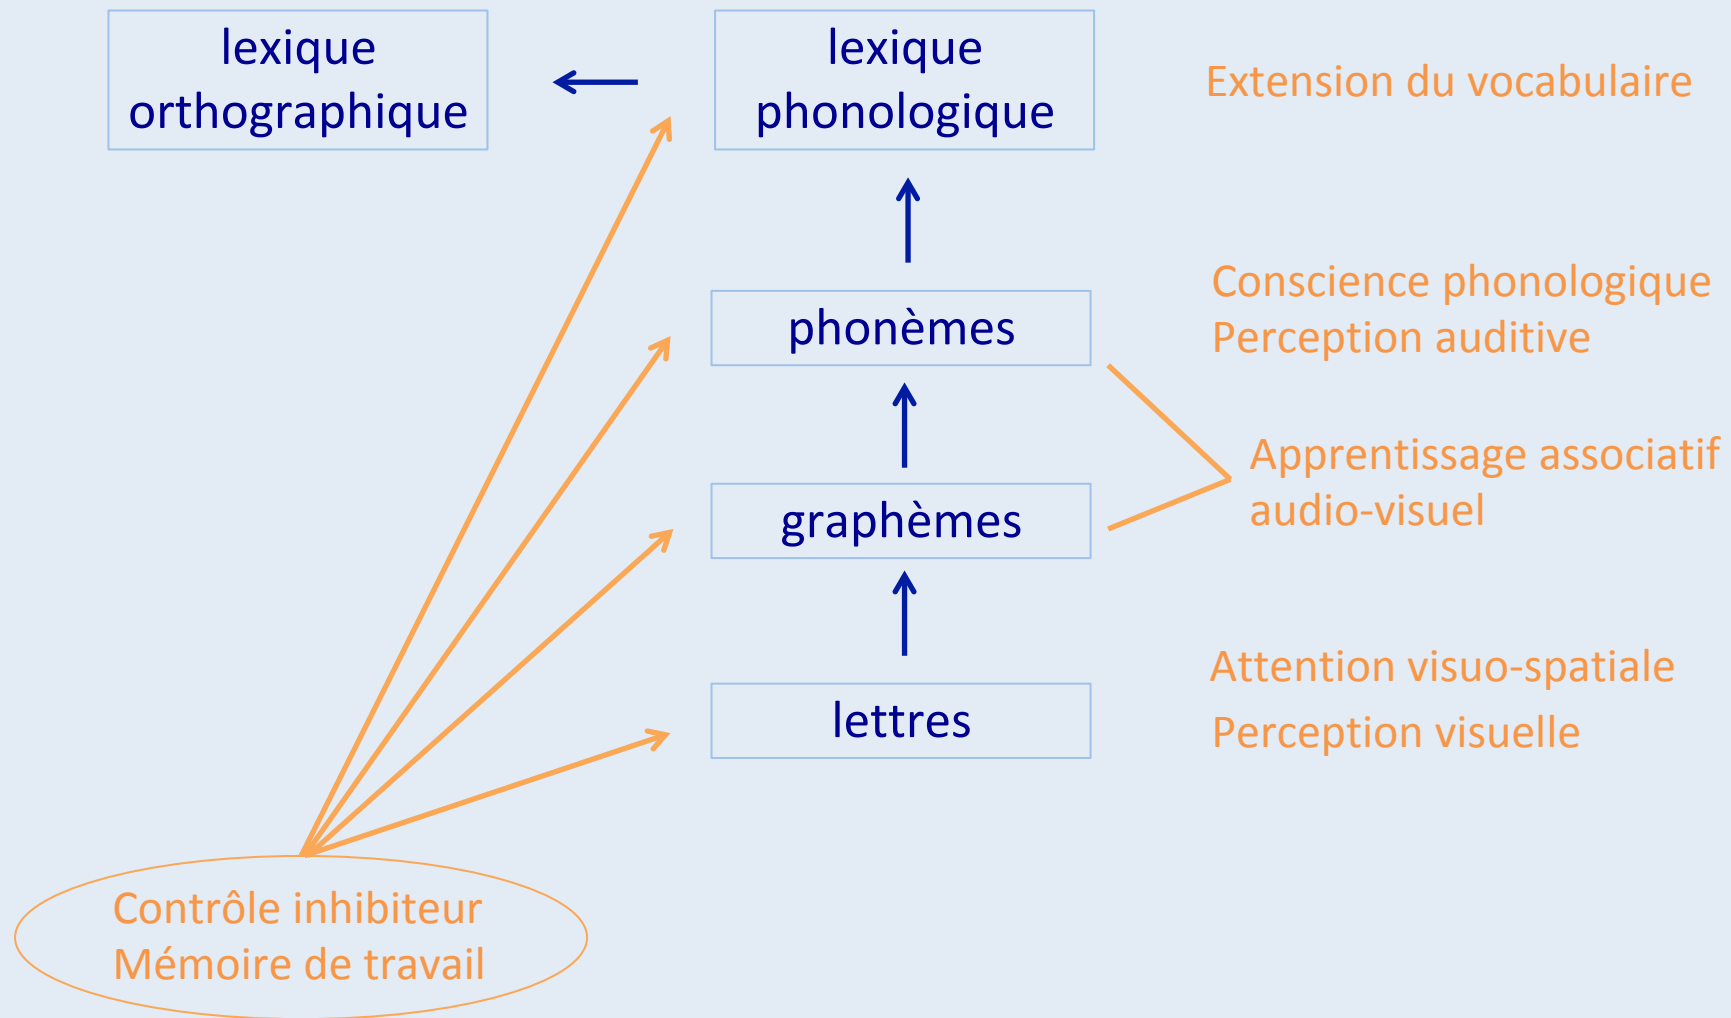 lexique
orthographique
lexique
phonologique
Extension du vocabulaire
phonèmes
Conscience phonologique
Perception auditive
Apprentissage associatif
audio-visuel
graphèmes
lettres
Attention visuo-spatiale
Perception visuelle
Contrôle inhibiteur
Mémoire de travail